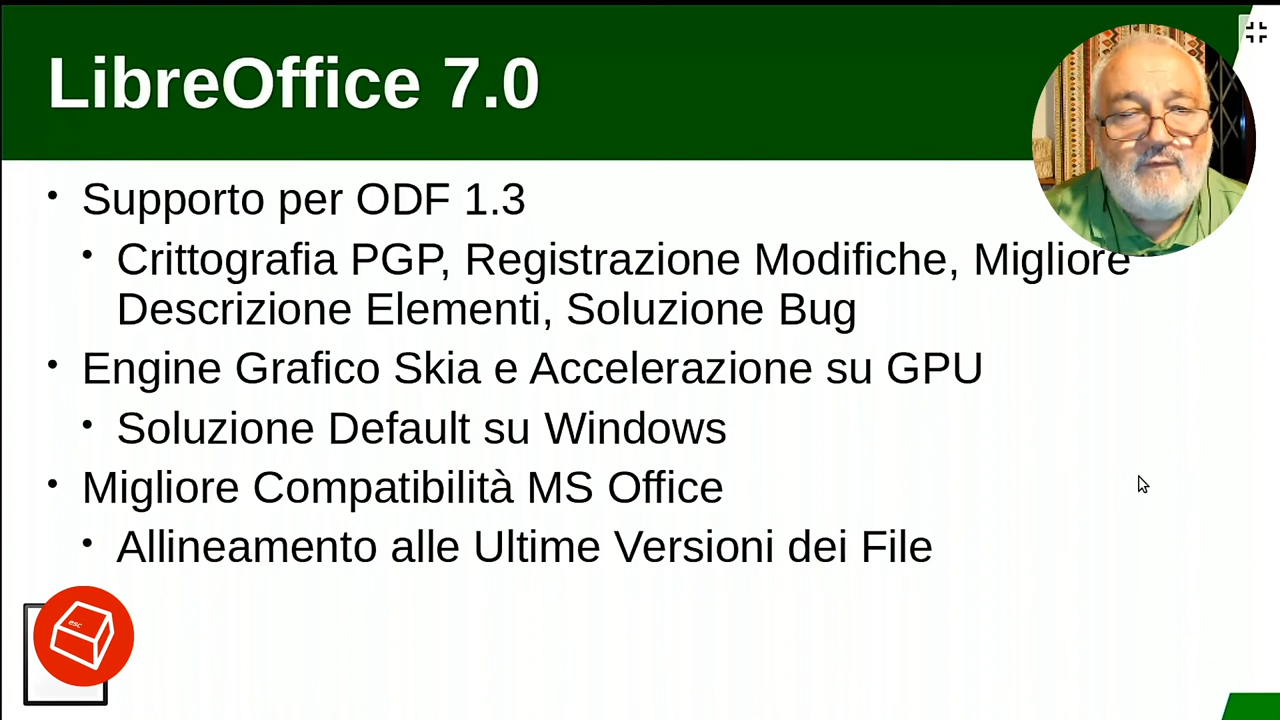 LibreOffice 7.0
• Supporto per ODF 1.3
• Crittografia PGP, Registrazione Modifiche, Migliore
Descrizione Elementi, Soluzione Bug
• Engine Grafico Skia e Accelerazione su GPU
• Soluzione Default su Windows
• Migliore Compatibilità MS Office
• Allineamento alle Ultime Versioni dei File
esc